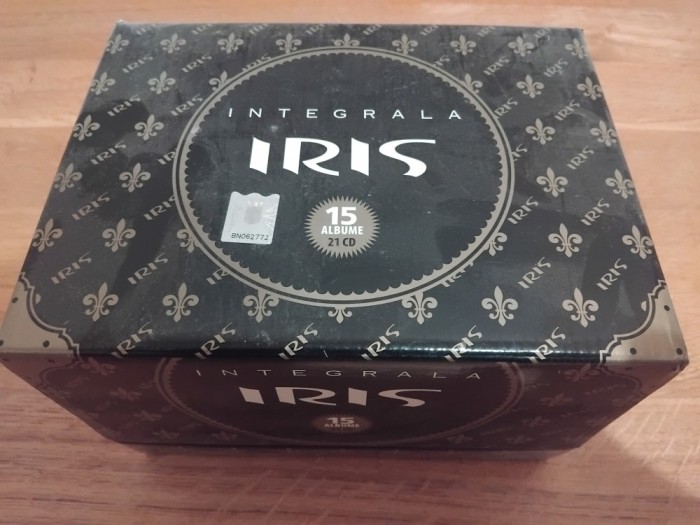 INTEGRALA
IRIS
BN062772
15
ALBUME
21 CD
INTEGRALA
IRIS
15
ALBUME